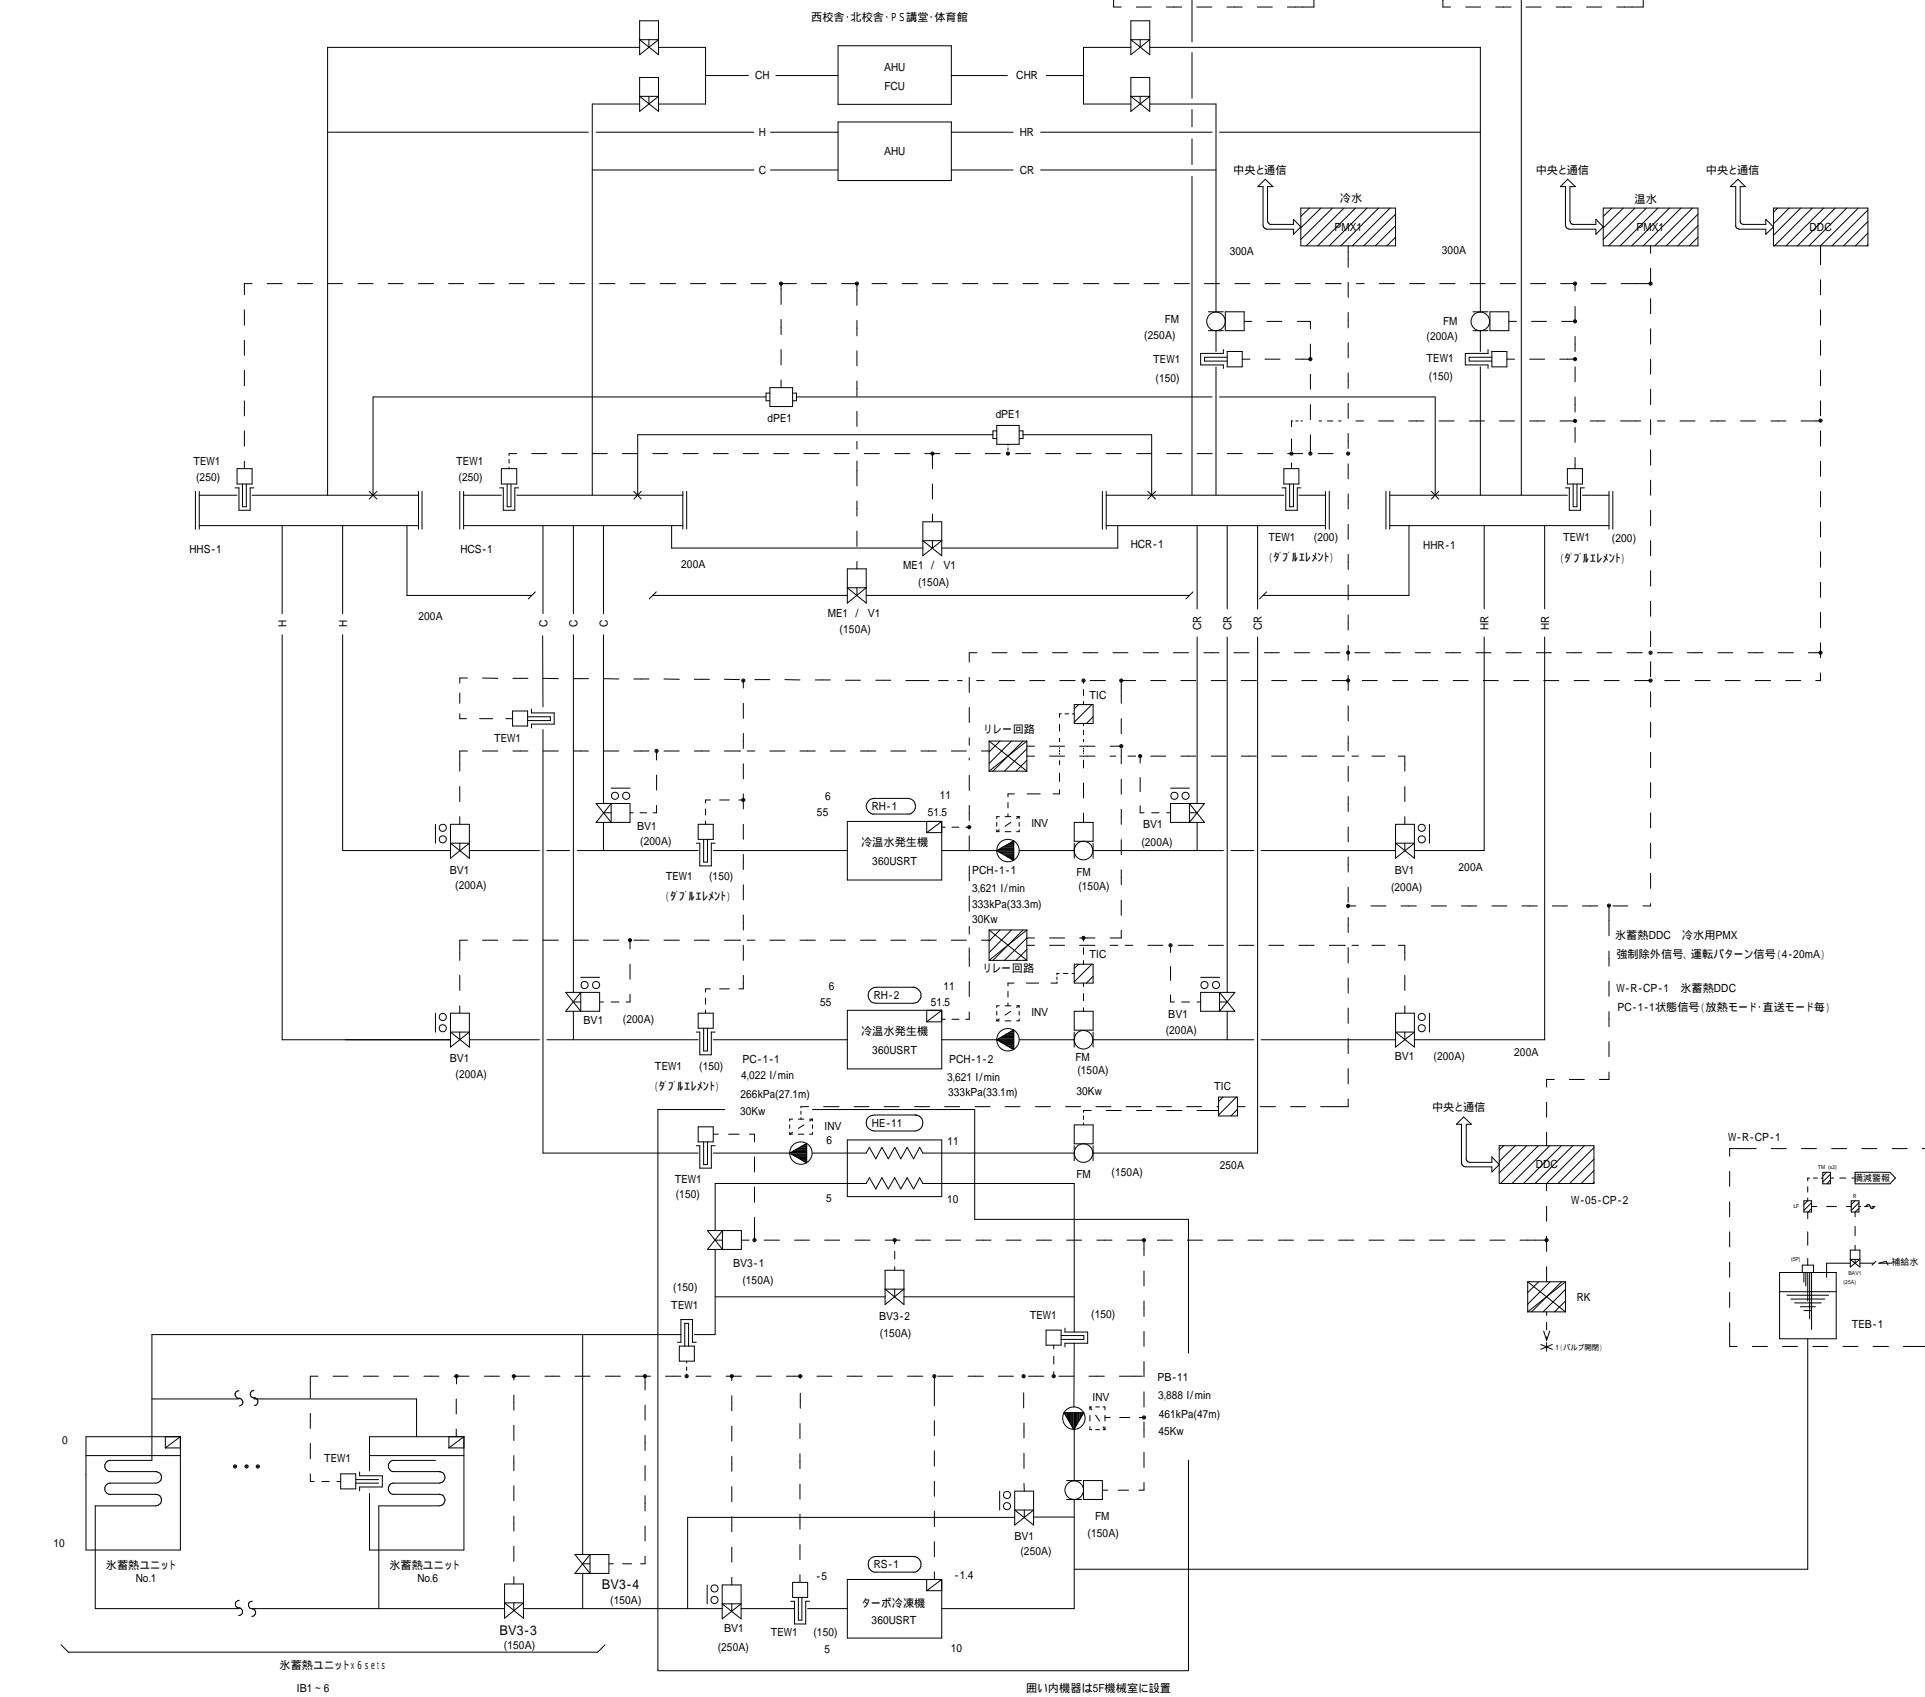 西校舎・北校舎・PS講堂・体育館
AHU
FCU
CH
CHR
AHU
H
HR
C
CR
中央と通信
中央と通信
中央と通信
冷水
PMX1
温水
PMX1
DDC
300A
300A
FM
(250A)
TEW1
(150)
FM
(200A)
TEW1
(150)
dPE1
dPE1
TEW1
(250)
TEW1
(250)
HHS-1
HCS-1
HCR-1
HHR-1
TEW1 (200)
(ダブルエレメント)
TEW1 (200)
(ダブルエレメント)
200A
ME1 / V1
(150A)
ME1 / V1
(150A)
200A
H
H
C
C
C
CR
CR
CR
HR
HR
TEW1
TIC
リレー回路
6
55
RH-1
11
51.5
INV
BV1
(200A)
BV1
(200A)
冷温水発生機
360USRT
BV1
(200A)
TEW1 (150)
(ダブルエレメント)
PCH-1-1
3,621 l/min
333kPa(33.3m)
30Kw
FM
(150A)
BV1
(200A)
200A
リレー回路
TIC
氷蓄熱DDC 冷水用PMX
強制除外信号、運転パターン信号(4-20mA)
W-R-CP-1 氷蓄熱DDC
PC-1-1状態信号(放熱モード・直送モード毎)
6
55
RH-2
11
51.5
INV
BV1 (200A)
BV1
(200A)
冷温水発生機
360USRT
BV1
(200A)
TEW1 (150)
(ダブルエレメント)
PC-1-1
4,022 l/min
266kPa(27.1m)
30Kw
PCH-1-2
3,621 l/min
333kPa(33.1m)
FM
(150A)
30Kw
BV1 (200A)
200A
TIC
INV
6
HE-11
11
5
10
TEW1
(150)
FM (150A)
250A
中央と通信
DDC
W-05-CP-2
W-R-CP-1
TM (x2)
満減警報
LF
R
(5P)
BAV1
(25A)
補給水
TEB-1
BV3-1
(150A)
BV3-2
(150A)
(150)
TEW1
TEW1 (150)
RK
1(バルブ開閉)
PB-11
3,888 l/min
461kPa(47m)
45Kw
INV
0
10
TEW1
氷蓄熱ユニット
No.1
氷蓄熱ユニット
No.6
FM
(150A)
BV1
(250A)
BV3-4
(150A)
BV3-3
(150A)
BV1
(250A)
TEW1 (150)
-5
RS-1
-1.4
ターボ冷凍機
360USRT
5
10
氷蓄熱ユニットx6sets
IB1~6
囲い内機器は5F機械室に設置